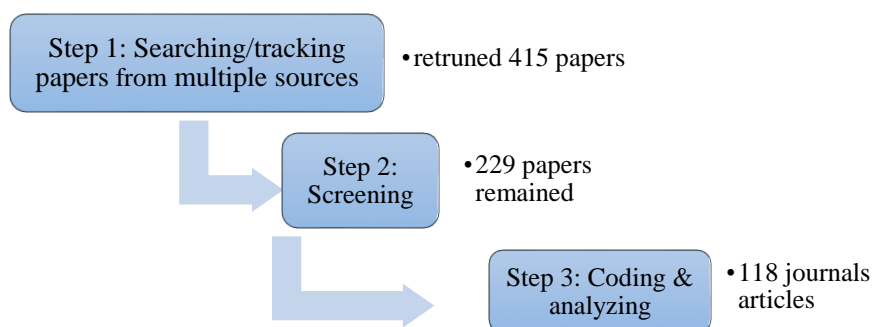 Step 1: Searching/tracking
papers from multiple sources
•retruned 415 papers
Step 2:
Screening
•229 papers
remained
Step 3: Coding &
analyzing
•118 journals
articles